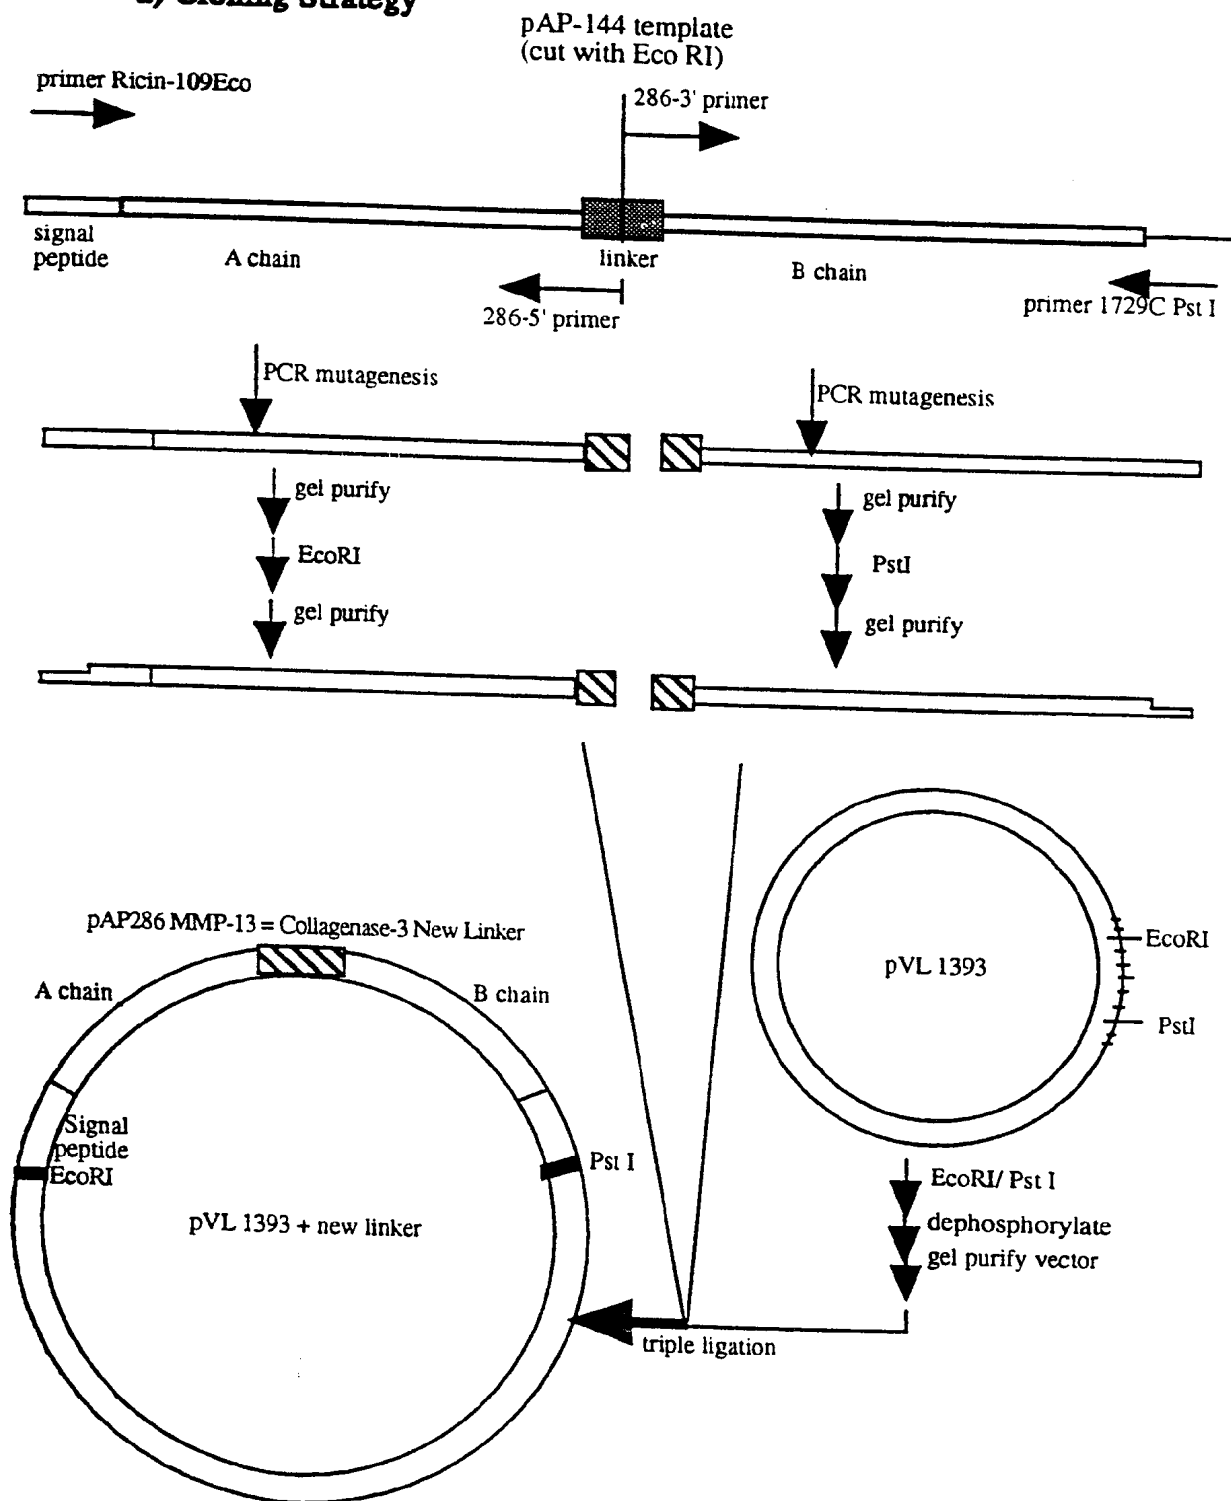 a) Cloning Strategy
pAP-144 template
(cut with Eco RI)
primer Ricin-109Eco
286-3' primer
signal
peptide
A chain
linker
B chain
286-5' primer
primer 1729C Pst I
PCR mutagenesis
PCR mutagenesis
gel purify
gel purify
EcoRI
PstI
gel purify
gel purify
pAP286 MMP-13 = Collagenase-3 New Linker
A chain
B chain
pVL 1393
EcoRI
PstI
Signal
peptide
EcoRI
Pst I
pVL 1393 + new linker
EcoRI/ Pst I
dephosphorylate
gel purify vector
triple ligation